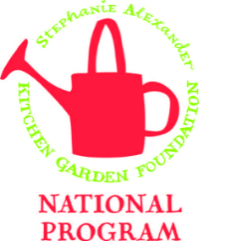 Stephanie Alexander
KITCHEN GARDEN FOUNDATION
NATIONAL
PROGRAM